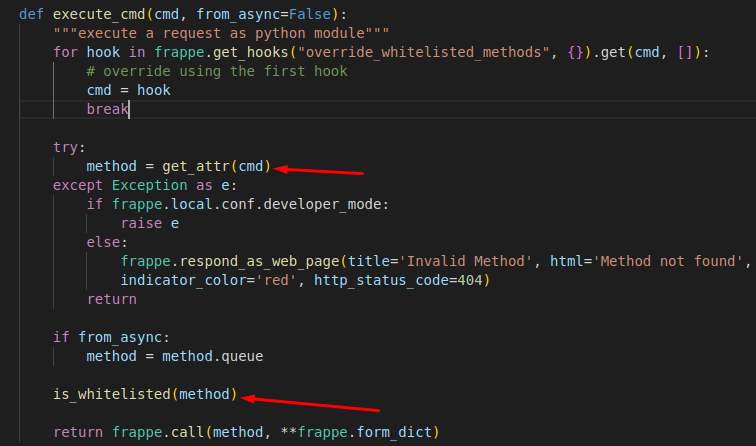 def execute_cmd(cmd, from_async=False):
"""execute a request as python module"""
for hook in frappe.get_hooks("override_whitelisted_methods", {}).get(cmd, []):
# override using the first hook
cmd = hook
break
try:
method = get_attr(cmd)
except Exception as e:
if frappe.local.conf.developer_mode:
raise e
else:
frappe.respond_as_web_page(title='Invalid Method', html='Method not found',
indicator_color='red', http_status_code=404)
return
if from_async:
method = method.queue
is_whitelisted(method)
return frappe.call(method, **frappe.form_dict)